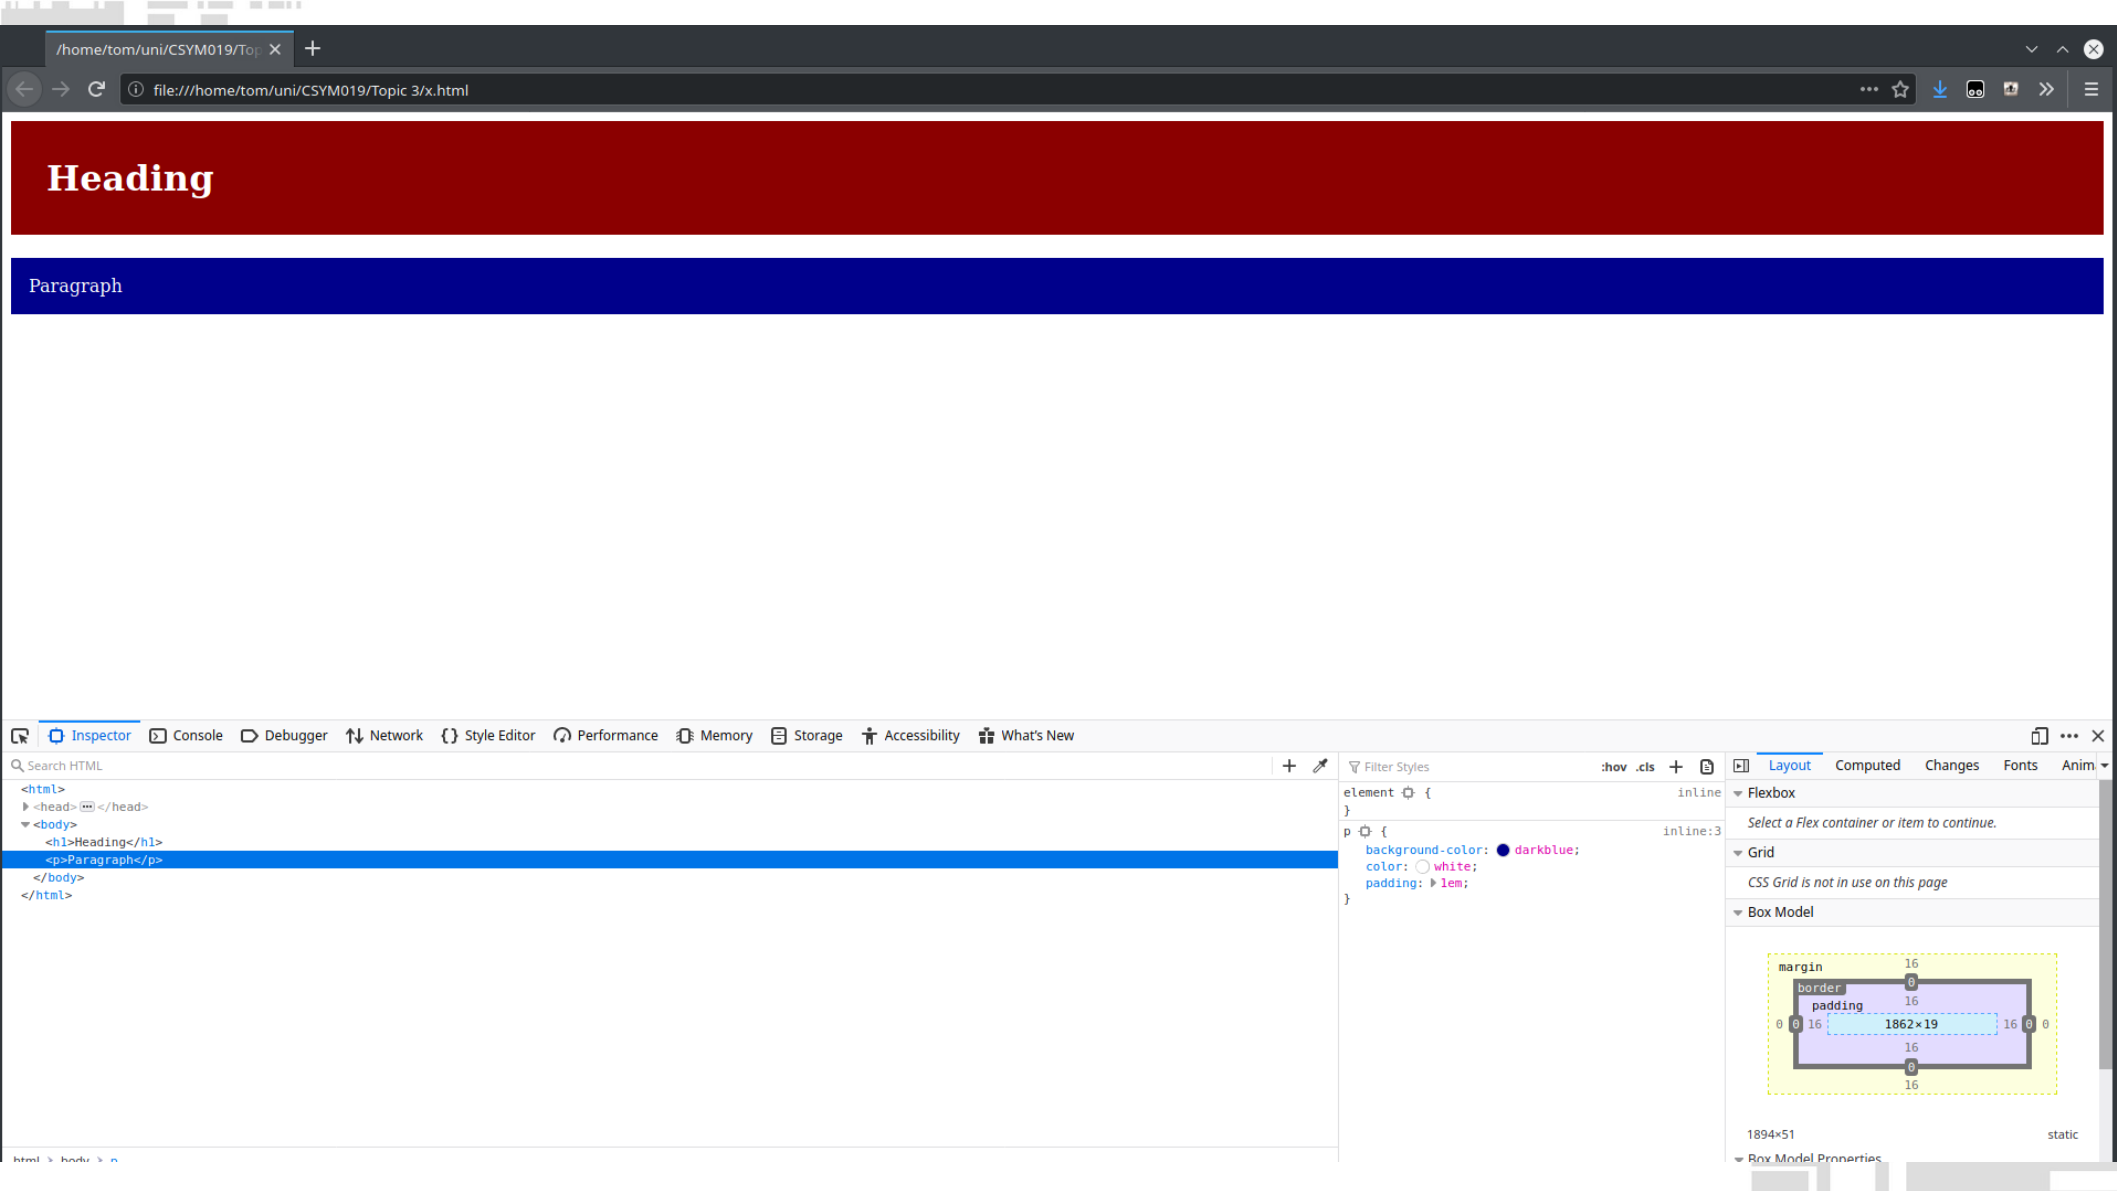 /home/tom/uni/CSYM019/Top
file:///home/tom/uni/CSYM019/Topic 3/x.html
Heading
Paragraph
Inspector Console Debugger Network Style Editor Performance Memory Storage Accessibility What's New
Search HTML
<html>
<head> </head>
<body>
<h1>Heading</h1>
<p>Paragraph</p>
</body>
</html>
html > body > p
Filter Styles :hov .cls
element { inline
}
p { inline:3
background-color: darkblue;
color: white;
padding: 1em;
}
Layout Computed Changes Fonts Anim
Flexbox
Select a Flex container or item to continue.
Grid
CSS Grid is not in use on this page
Box Model
margin 16
border 0
padding 16
0 0 16 1862×19 16 0 0
16
0
16
1894×51 static
Box Model Properties